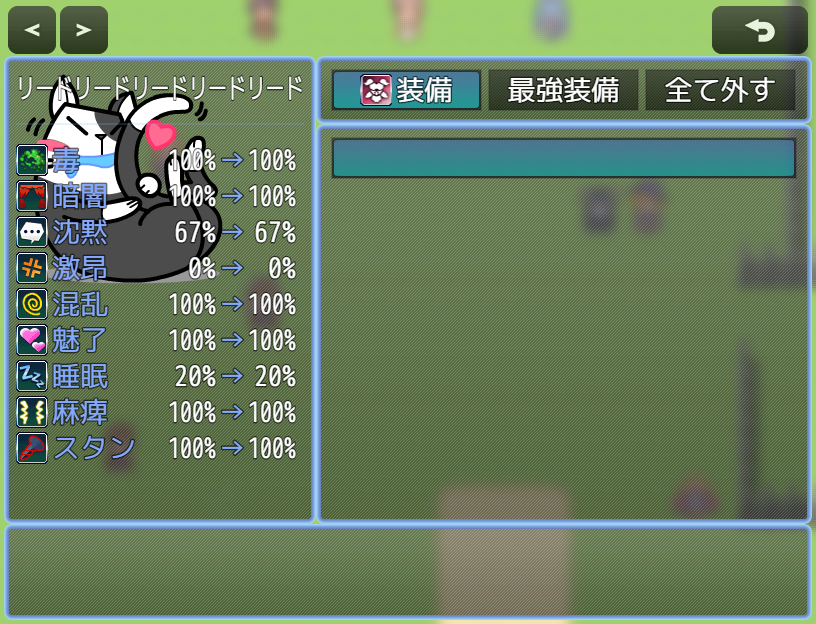 < >
リードリードリードリードリード
装備 最強装備 全て外す
毒 100% → 100%
暗闇 100% → 100%
沈黙 67% → 67%
激昂 0% → 0%
混乱 100% → 100%
魅了 100% → 100%
睡眠 20% → 20%
麻痺 100% → 100%
スタン 100% → 100%